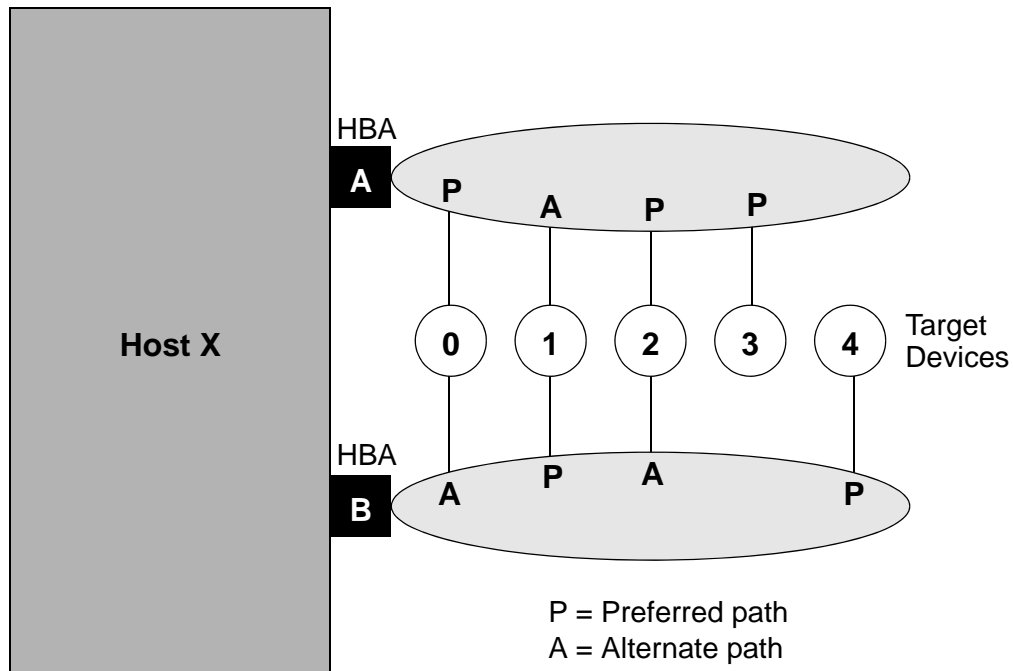 HBA
A
P
A
P
P
Host X
0
1
2
3
4
Target
Devices
HBA
B
A
P
A
P
P = Preferred path
A = Alternate path